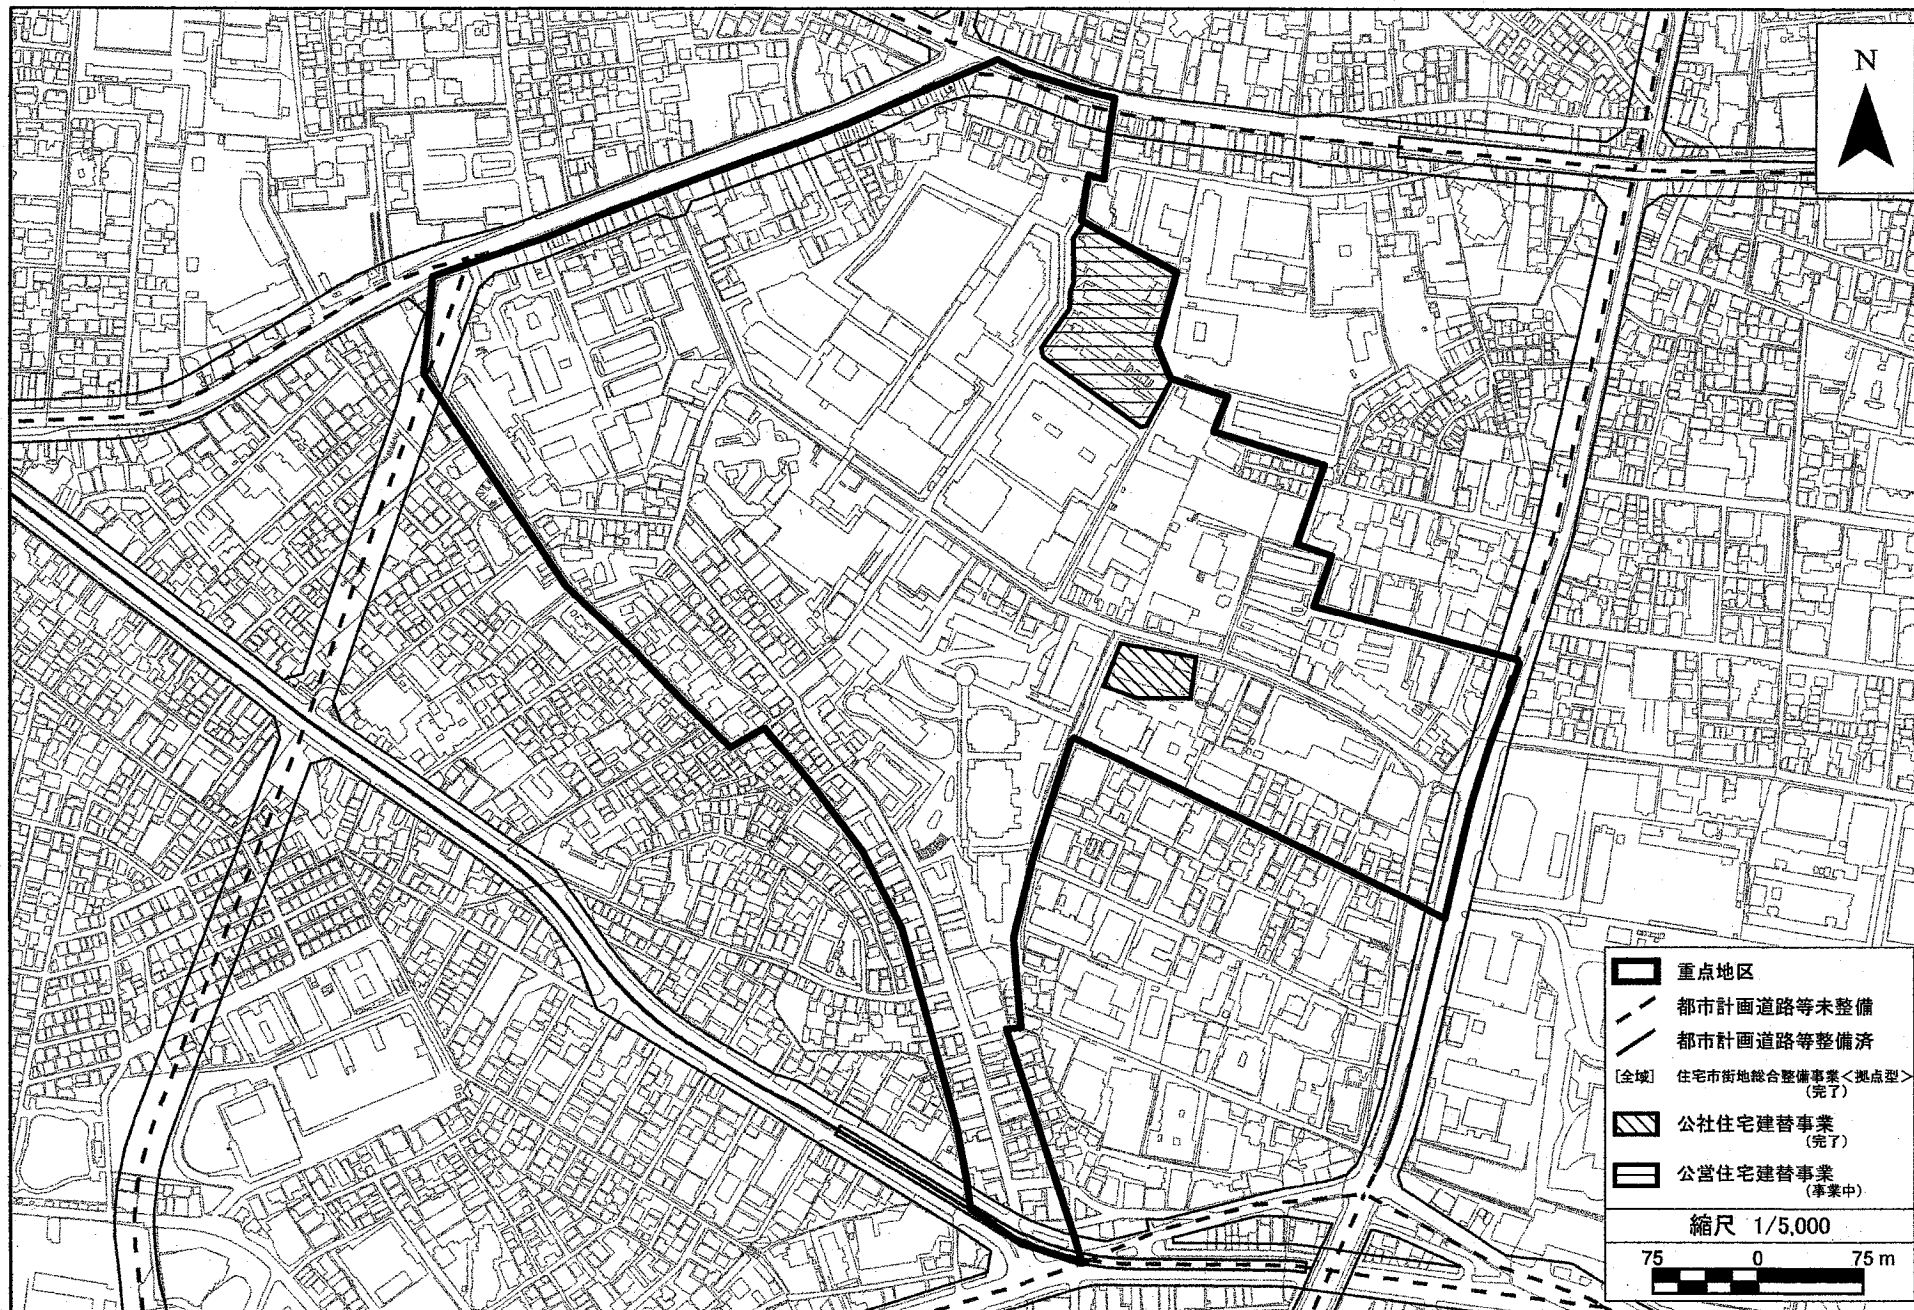 N
重点地区
都市計画道路等未整備
都市計画道路等整備済
[全域] 住宅市街地総合整備事業<拠点型>
(完了)
公社住宅建替事業
(完了)
公営住宅建替事業
(事業中)
縮尺 1/5,000
75 0 75 m